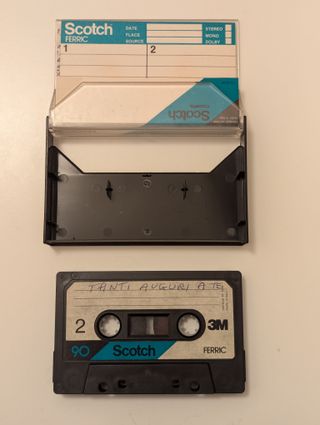 Scotch
FERRIC
DATE
PLACE
SOURCE
STEREO
MONO
DOLBY
1
2
Scotch
TANTI AUGURI A TE
2
3M
90
Scotch
FERRIC